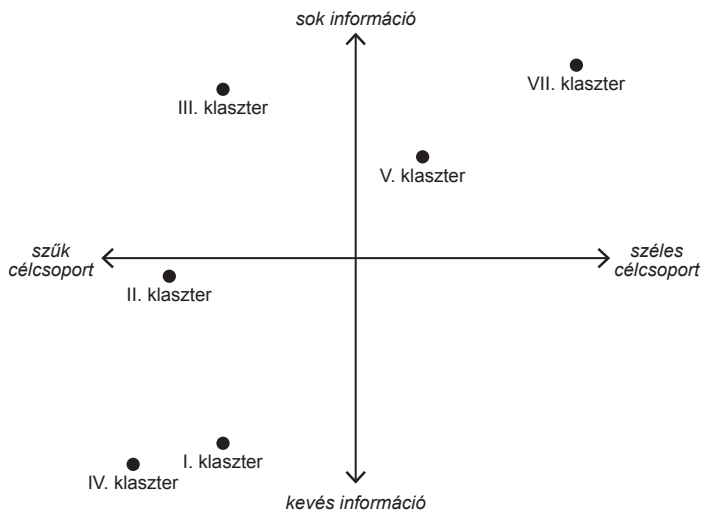 sok információ
VII. klaszter
III. klaszter
V. klaszter
szűk
célcsoport
széles
célcsoport
II. klaszter
I. klaszter
IV. klaszter
kevés információ